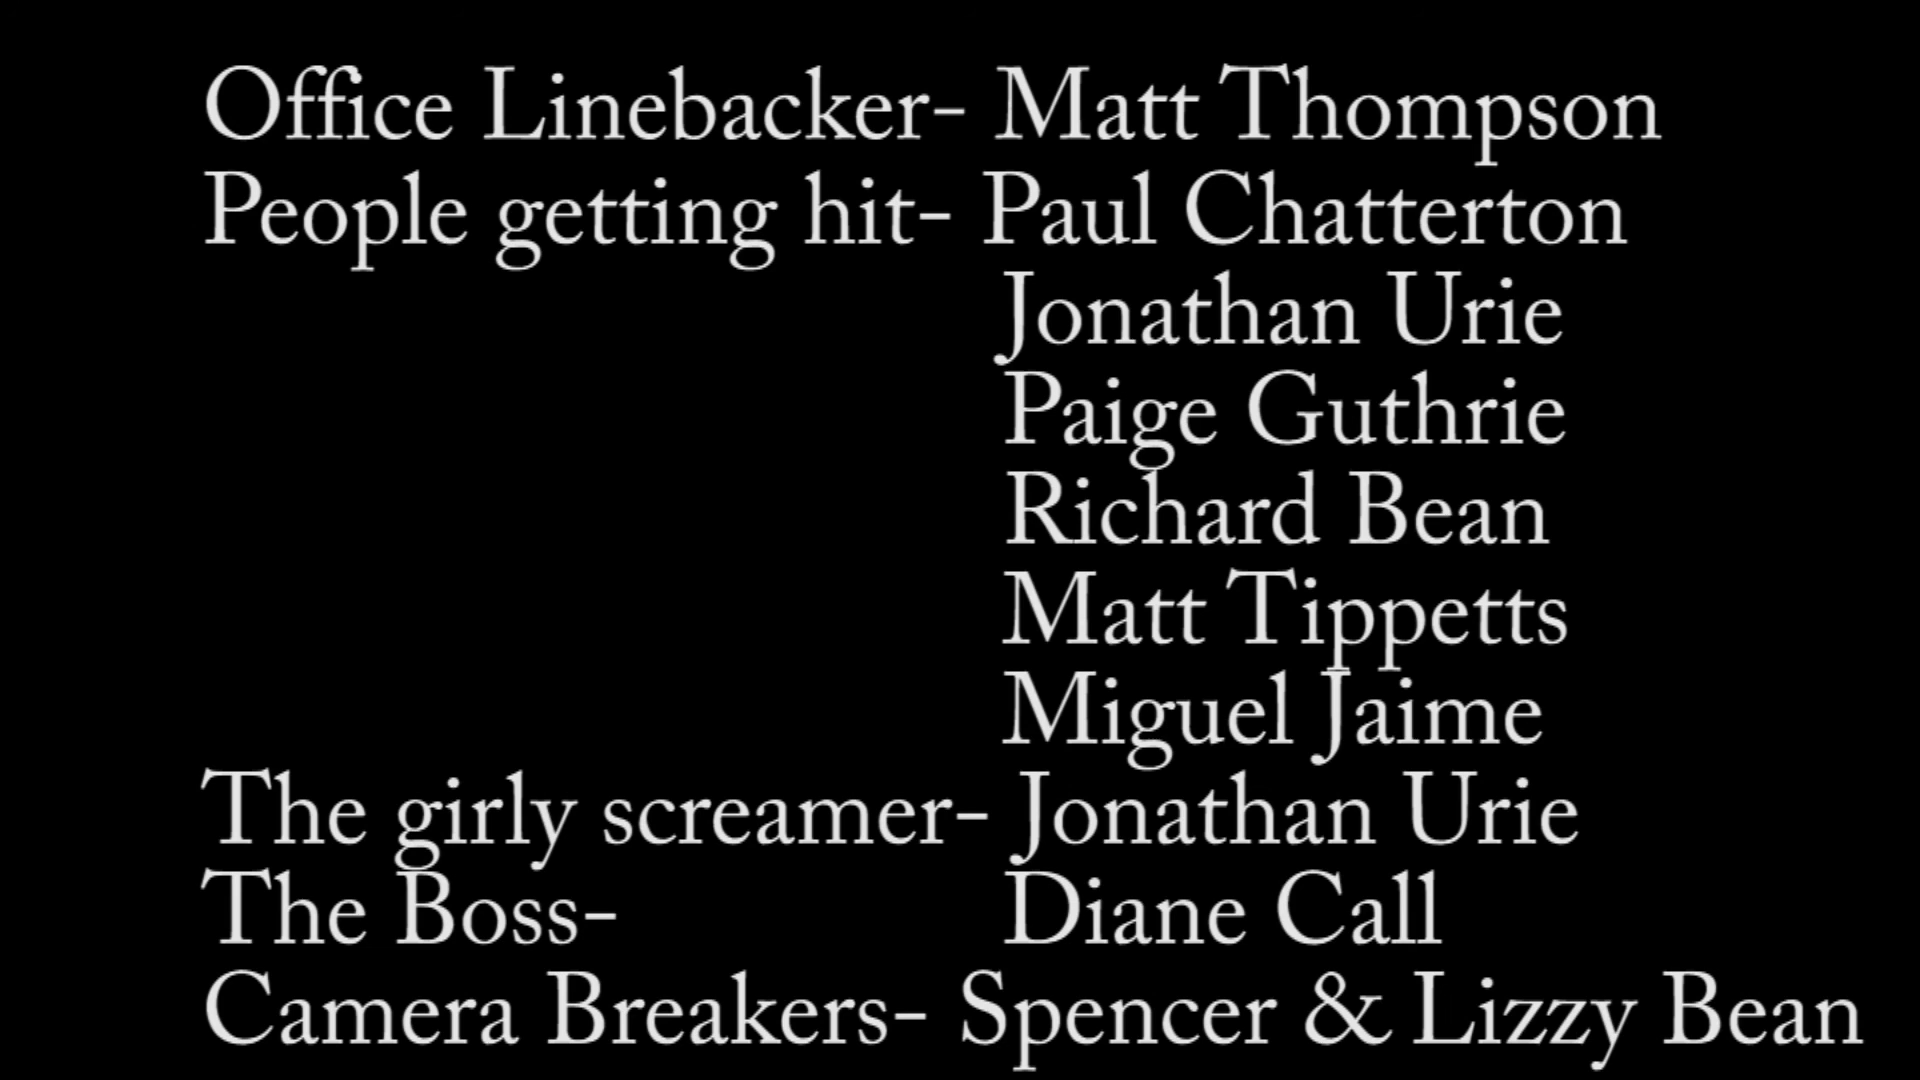 Office Linebacker- Matt Thompson
People getting hit- Paul Chatterton
Jonathan Urie
Paige Guthrie
Richard Bean
Matt Tippetts
Miguel Jaime
The girly screamer- Jonathan Urie
The Boss- Diane Call
Camera Breakers- Spencer & Lizzy Bean